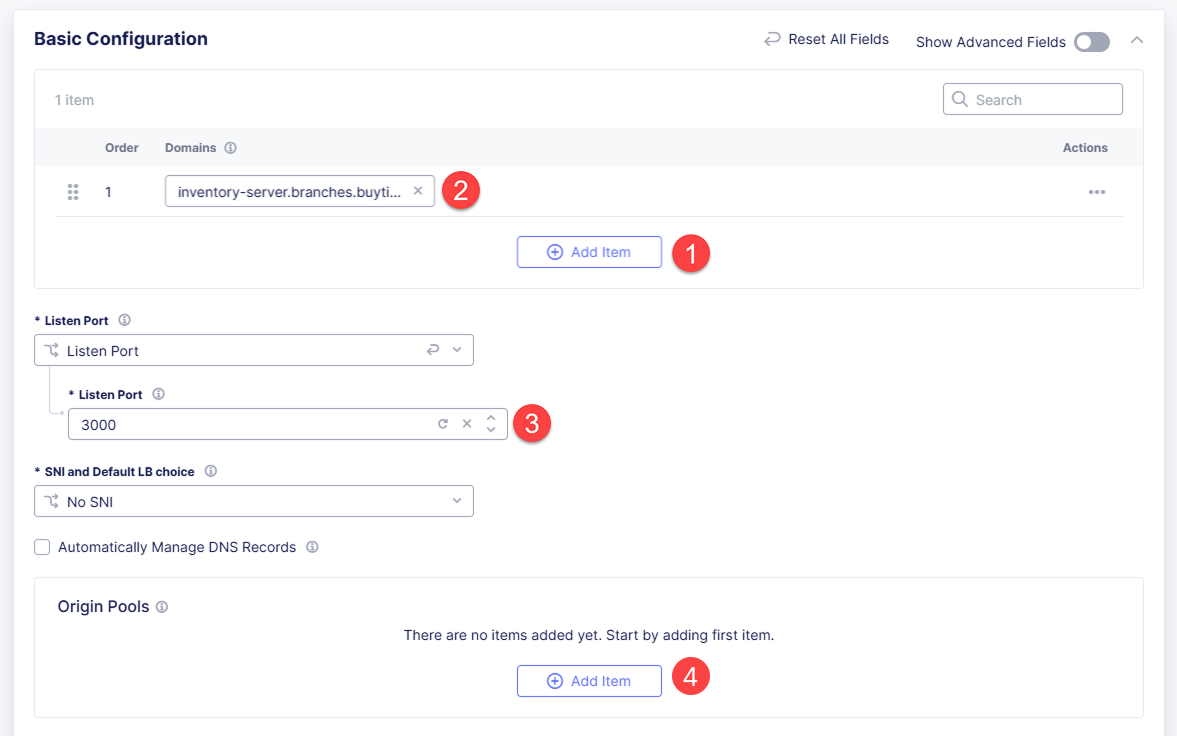 Basic Configuration
Reset All Fields
Show Advanced Fields
1 item
Search
Order Domains Actions
1 inventory-server.branches.buyti... 2
Add Item 1
* Listen Port
Listen Port
* Listen Port
3000 3
* SNI and Default LB choice
No SNI
Automatically Manage DNS Records
Origin Pools
There are no items added yet. Start by adding first item.
Add Item 4